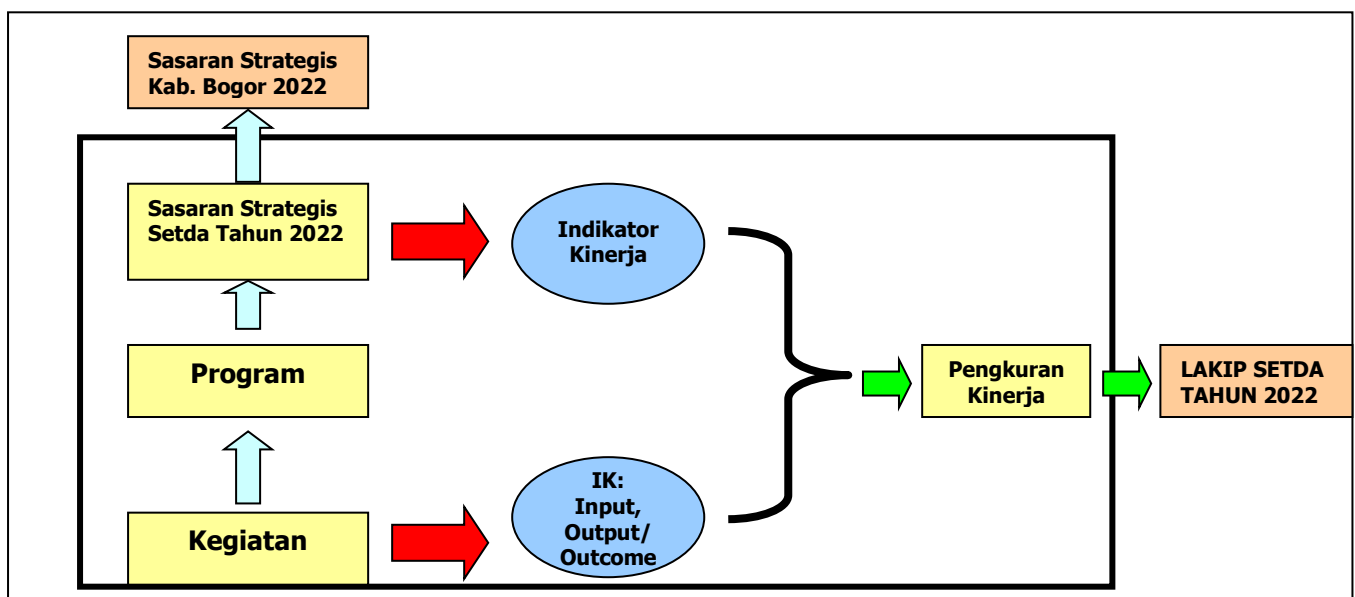 Sasaran Strategis
Kab. Bogor 2022
Sasaran Strategis
Setda Tahun 2022
Indikator
Kinerja
Program
Pengkuran
Kinerja
LAKIP SETDA
TAHUN 2022
Kegiatan
IK:
Input,
Output/
Outcome